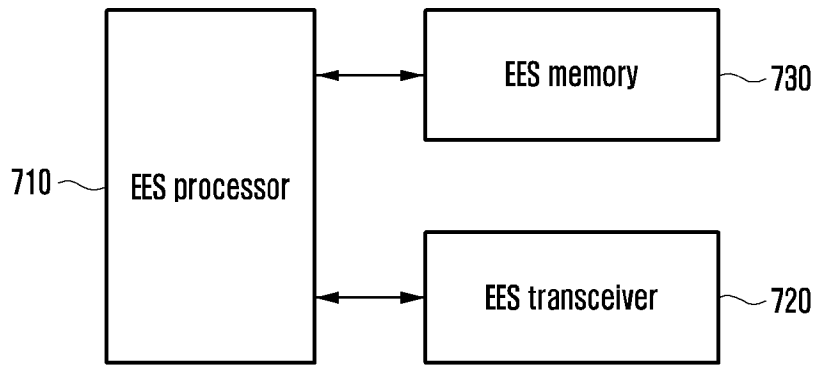 EES memory
730
710
EES processor
EES transceiver
720